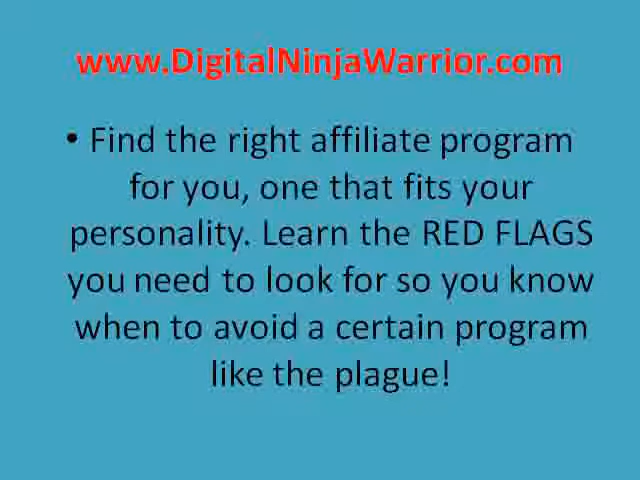 www.DigitalNinjaWarrior.com
• Find the right affiliate program
for you, one that fits your
personality. Learn the RED FLAGS
you need to look for so you know
when to avoid a certain program
like the plague!